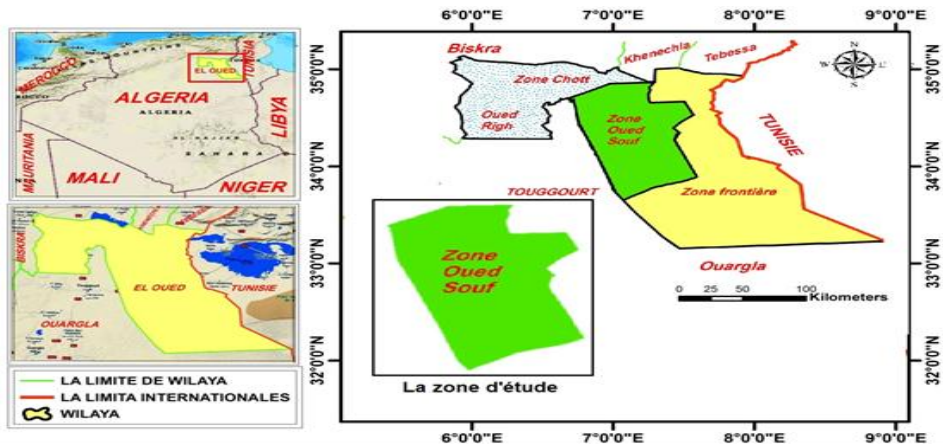 MEROCCO
TUNISIA
EL OUED
ALGERIA
ALGERIA
LIBYA
SAHARA
MAURITANIA
MALI
NIGER
BISKRA
EL OUED
TUNISIE
OUARGLA
LA LIMITE DE WILAYA
LA LIMITA INTERNATIONALES
WILAYA
6°0'0"E 7°0'0"E 8°0'0"E 9°0'0"E
35°0'0"N
34°0'0"N
33°0'0"N
32°0'0"N
Biskra
Khenechla
Tebessa
Zone Chott
Oued
Righ
Zone
Oued
Souf
TUNISIE
TOUGGOURT
Zone frontière
Ouargla
0 25 50 100
Kilometers
Zone
Oued
Souf
La zone d'étude
35°0'0"N
34°0'0"N
33°0'0"N
32°0'0"N
6°0'0"E 7°0'0"E 8°0'0"E 9°0'0"E